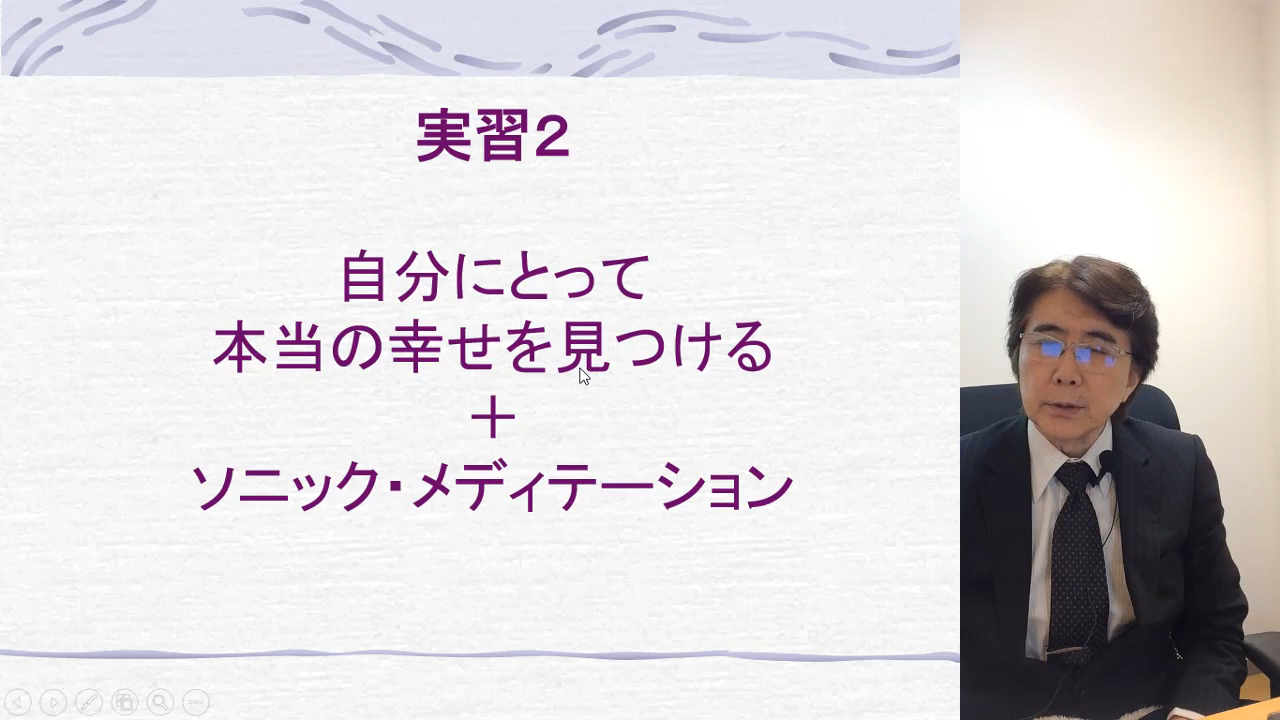 実習２
自分にとって
本当の幸せを見つける
＋
ソニック・メディテーション